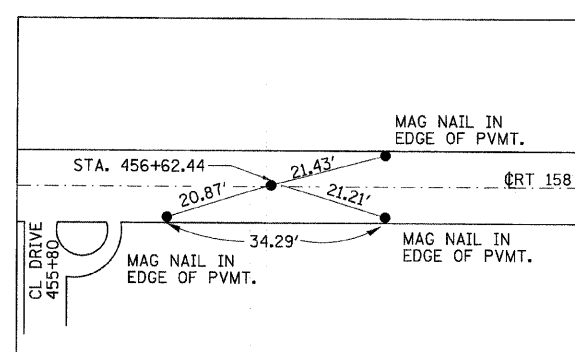 MAG NAIL IN
EDGE OF PVMT.
STA. 456+62.44
21.43'
℄RT 158
20.87'
21.21'
34.29'
MAG NAIL IN
EDGE OF PVMT.
MAG NAIL IN
EDGE OF PVMT.
CL DRIVE
455+80